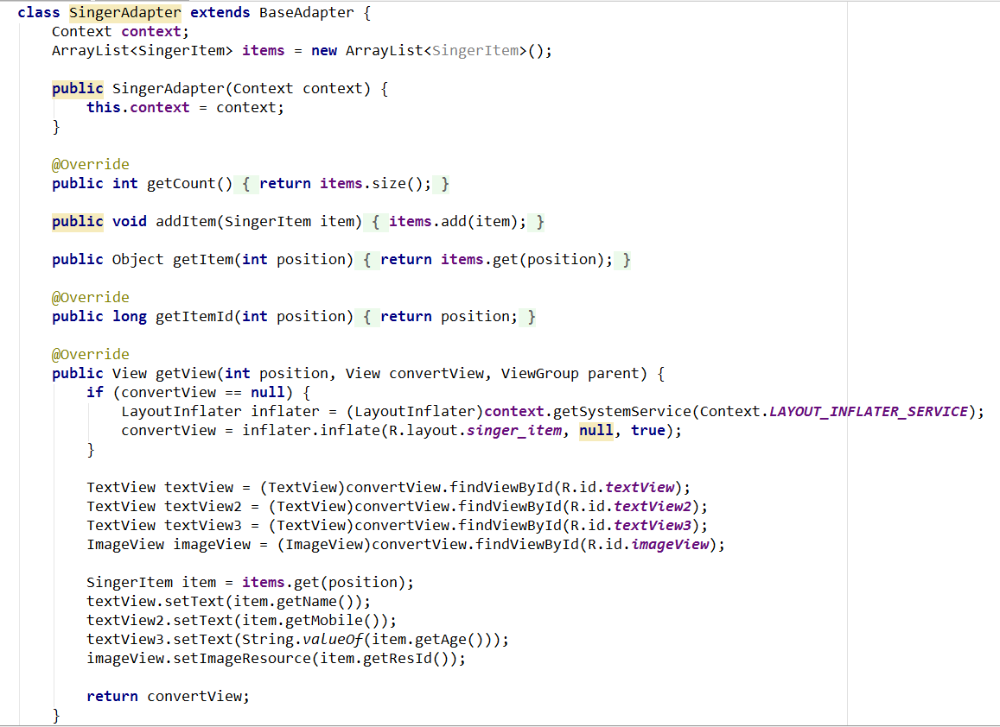 class SingerAdapter extends BaseAdapter {
    Context context;
    ArrayList<SingerItem> items = new ArrayList<SingerItem>();

    public SingerAdapter(Context context) {
        this.context = context;
    }

    @Override
    public int getCount() { return items.size(); }

    public void addItem(SingerItem item) { items.add(item); }

    public Object getItem(int position) { return items.get(position); }

    @Override
    public long getItemId(int position) { return position; }

    @Override
    public View getView(int position, View convertView, ViewGroup parent) {
        if (convertView == null) {
            LayoutInflater inflater = (LayoutInflater)context.getSystemService(Context.LAYOUT_INFLATER_SERVICE);
            convertView = inflater.inflate(R.layout.singer_item, null, true);
        }

        TextView textView = (TextView)convertView.findViewById(R.id.textView);
        TextView textView2 = (TextView)convertView.findViewById(R.id.textView2);
        TextView textView3 = (TextView)convertView.findViewById(R.id.textView3);
        ImageView imageView = (ImageView)convertView.findViewById(R.id.imageView);

        SingerItem item = items.get(position);
        textView.setText(item.getName());
        textView2.setText(item.getMobile());
        textView3.setText(String.valueOf(item.getAge()));
        imageView.setImageResource(item.getResId());

        return convertView;
    }